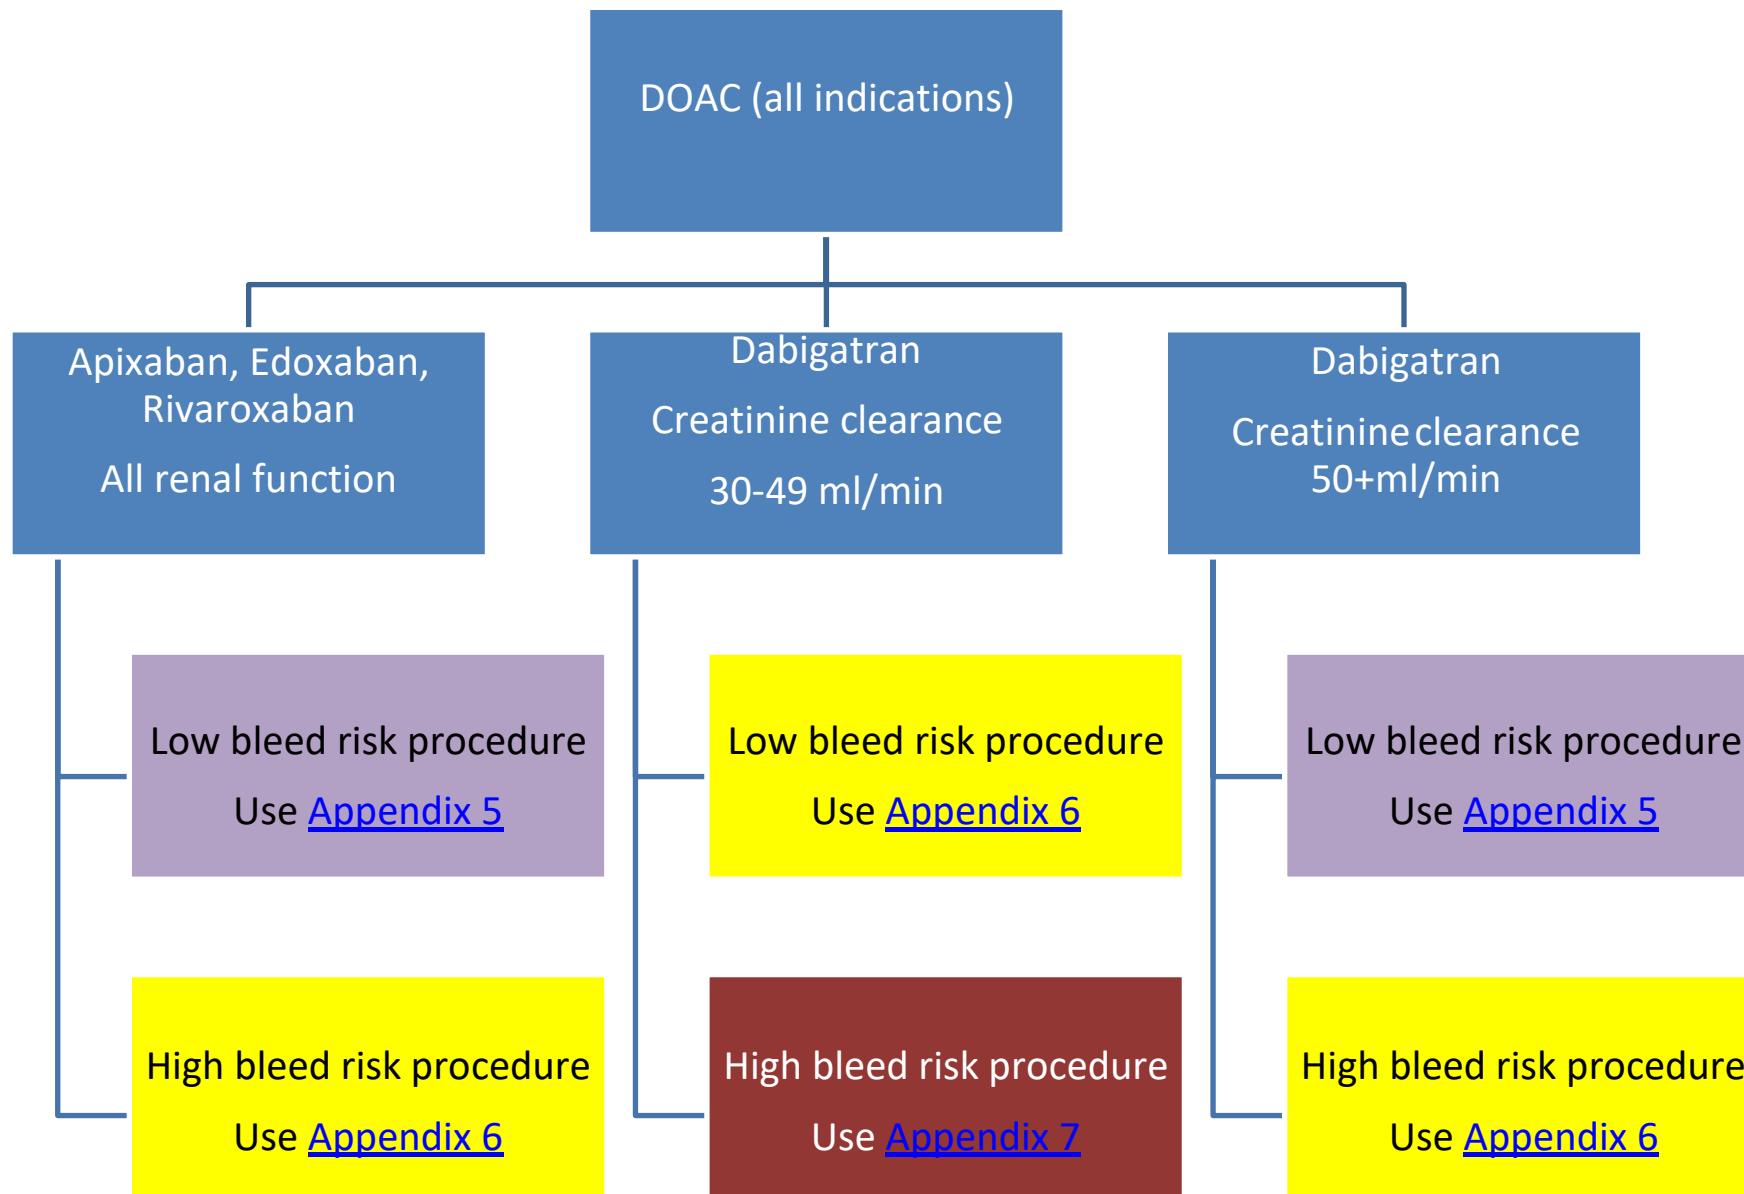 DOAC (all indications)
Apixaban, Edoxaban,
Rivaroxaban
All renal function
Dabigatran
Creatinine clearance
30-49 ml/min
Dabigatran
Creatinine clearance
50+ml/min
Low bleed risk procedure
Use Appendix 5
Low bleed risk procedure
Use Appendix 6
Low bleed risk procedure
Use Appendix 5
High bleed risk procedure
Use Appendix 6
High bleed risk procedure
Use Appendix 7
High bleed risk procedure
Use Appendix 6